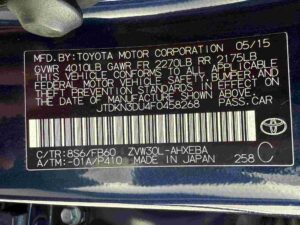 MFD.BY: TOYOTA MOTOR CORPORATION 05/15
GVWR 4010LB GAWR FR 2270LB RR 2175LB
THIS VEHICLE CONFORMS TO ALL APPLICABLE
FEDERAL MOTOR VEHICLE SAFETY, BUMPER, AND
THEFT PREVENTION STANDARDS IN EFFECT ON
THE DATE OF MANUFACTURE SHOWN ABOVE.
JTDKN3DU4F0458268 PASS.CAR
C/TR: 8S6/FB60 ZVW30L-AHXEBA
A/TM: -01A/P410 MADE IN JAPAN 258 C
TOYOTA